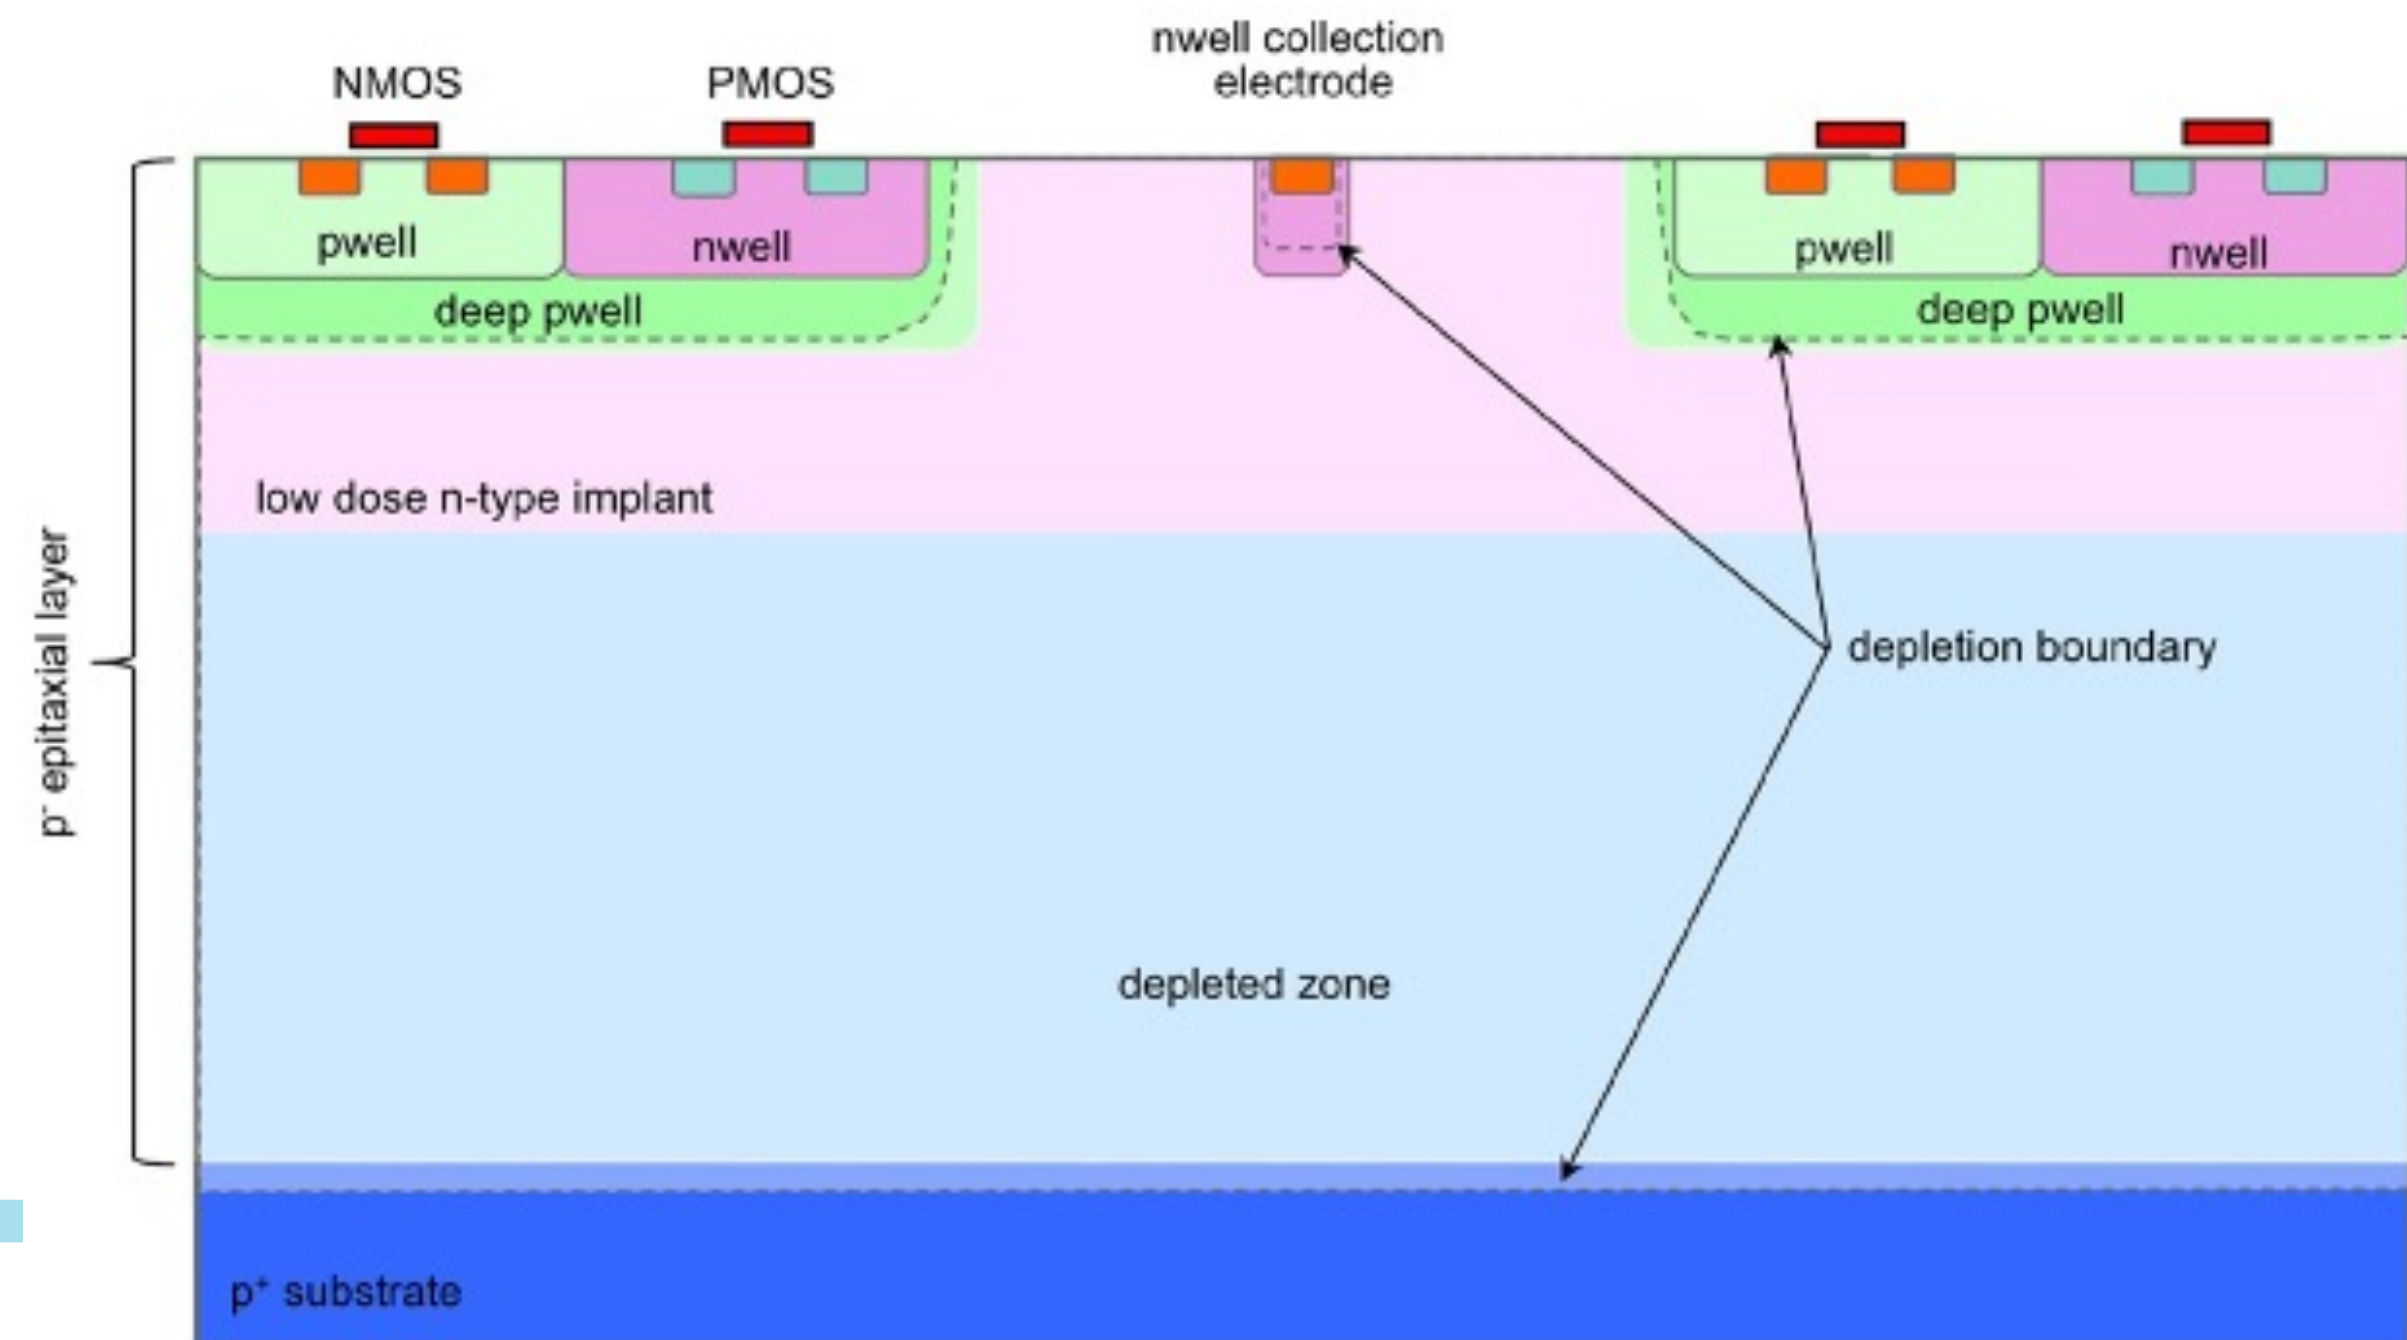 nwell collection
electrode
NMOS
PMOS
pwell
nwell
pwell
nwell
deep pwell
deep pwell
low dose n-type implant
p⁻ epitaxial layer
depletion boundary
depleted zone
p⁺ substrate